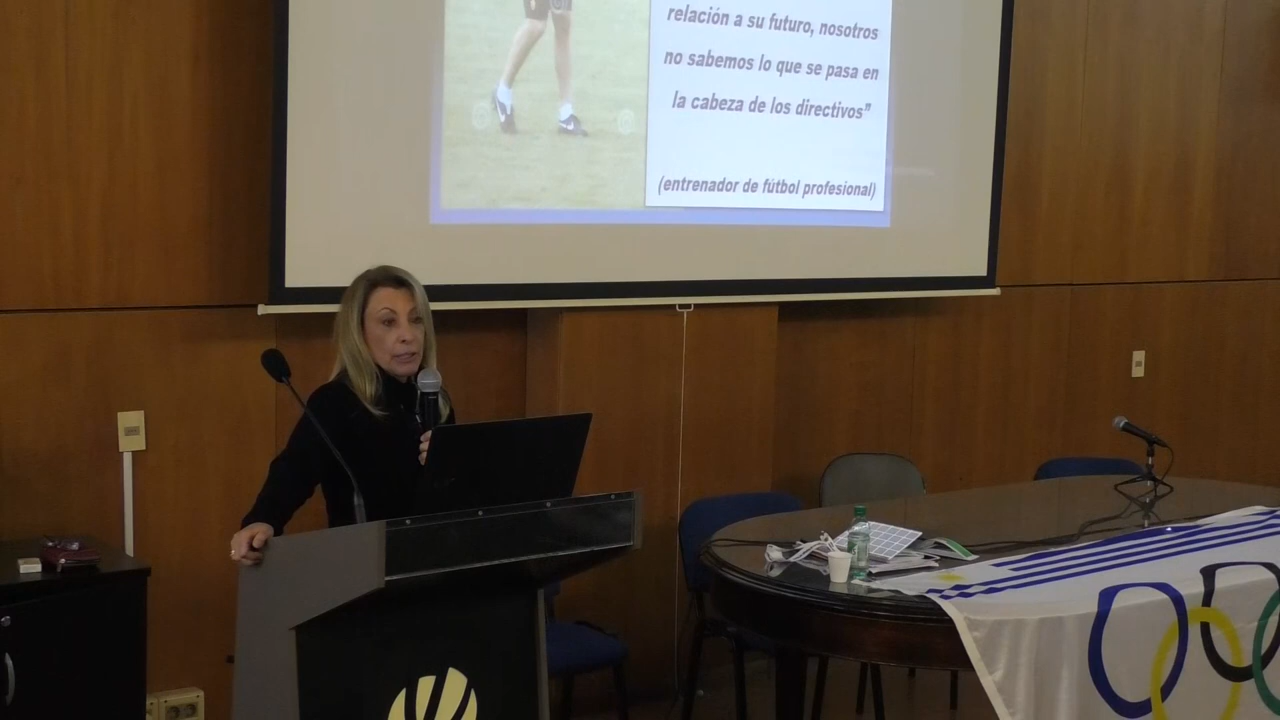 relación a su futuro, nosotros
no sabemos lo que se pasa en
la cabeza de los directivos”
(entrenador de fútbol profesional)